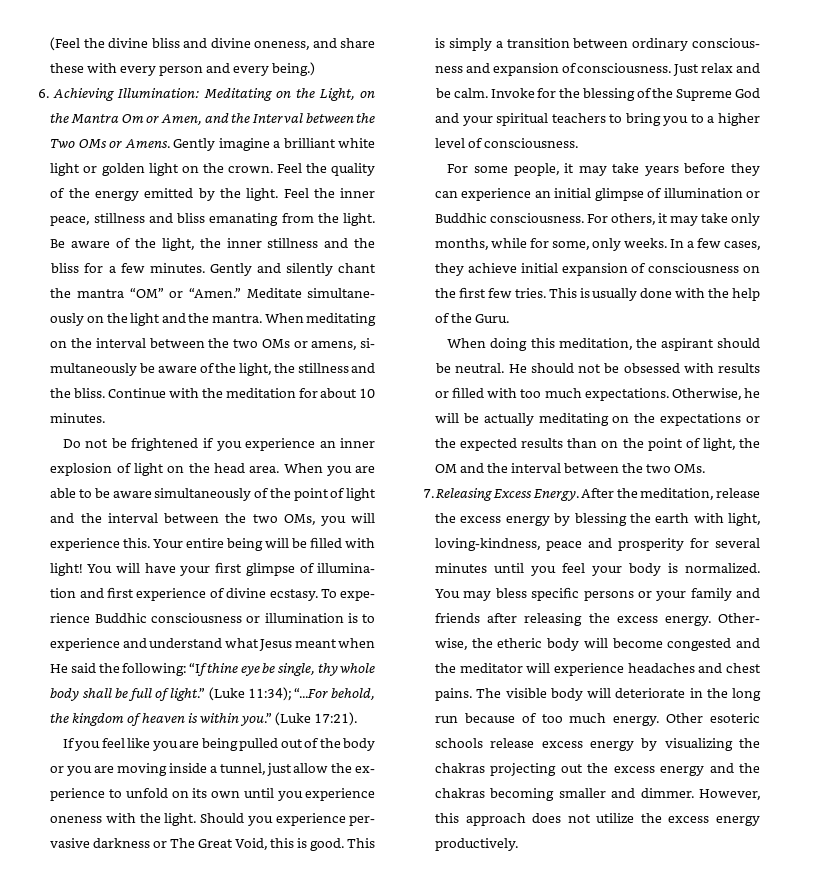 (Feel the divine bliss and divine oneness, and share
these with every person and every being.)
6. Achieving Illumination: Meditating on the Light, on
the Mantra Om or Amen, and the Interval between the
Two OMs or Amens. Gently imagine a brilliant white
light or golden light on the crown. Feel the quality
of the energy emitted by the light. Feel the inner
peace, stillness and bliss emanating from the light.
Be aware of the light, the inner stillness and the
bliss for a few minutes. Gently and silently chant
the mantra “OM” or “Amen.” Meditate simultane-
ously on the light and the mantra. When meditating
on the interval between the two OMs or amens, si-
multaneously be aware of the light, the stillness and
the bliss. Continue with the meditation for about 10
minutes.
Do not be frightened if you experience an inner
explosion of light on the head area. When you are
able to be aware simultaneously of the point of light
and the interval between the two OMs, you will
experience this. Your entire being will be filled with
light! You will have your first glimpse of illumina-
tion and first experience of divine ecstasy. To expe-
rience Buddhic consciousness or illumination is to
experience and understand what Jesus meant when
He said the following: “If thine eye be single, thy whole
body shall be full of light.” (Luke 11:34); “...For behold,
the kingdom of heaven is within you.” (Luke 17:21).
If you feel like you are being pulled out of the body
or you are moving inside a tunnel, just allow the ex-
perience to unfold on its own until you experience
oneness with the light. Should you experience per-
vasive darkness or The Great Void, this is good. This
is simply a transition between ordinary conscious-
ness and expansion of consciousness. Just relax and
be calm. Invoke for the blessing of the Supreme God
and your spiritual teachers to bring you to a higher
level of consciousness.
For some people, it may take years before they
can experience an initial glimpse of illumination or
Buddhic consciousness. For others, it may take only
months, while for some, only weeks. In a few cases,
they achieve initial expansion of consciousness on
the first few tries. This is usually done with the help
of the Guru.
When doing this meditation, the aspirant should
be neutral. He should not be obsessed with results
or filled with too much expectations. Otherwise, he
will be actually meditating on the expectations or
the expected results than on the point of light, the
OM and the interval between the two OMs.
7. Releasing Excess Energy. After the meditation, release
the excess energy by blessing the earth with light,
loving-kindness, peace and prosperity for several
minutes until you feel your body is normalized.
You may bless specific persons or your family and
friends after releasing the excess energy. Other-
wise, the etheric body will become congested and
the meditator will experience headaches and chest
pains. The visible body will deteriorate in the long
run because of too much energy. Other esoteric
schools release excess energy by visualizing the
chakras projecting out the excess energy and the
chakras becoming smaller and dimmer. However,
this approach does not utilize the excess energy
productively.